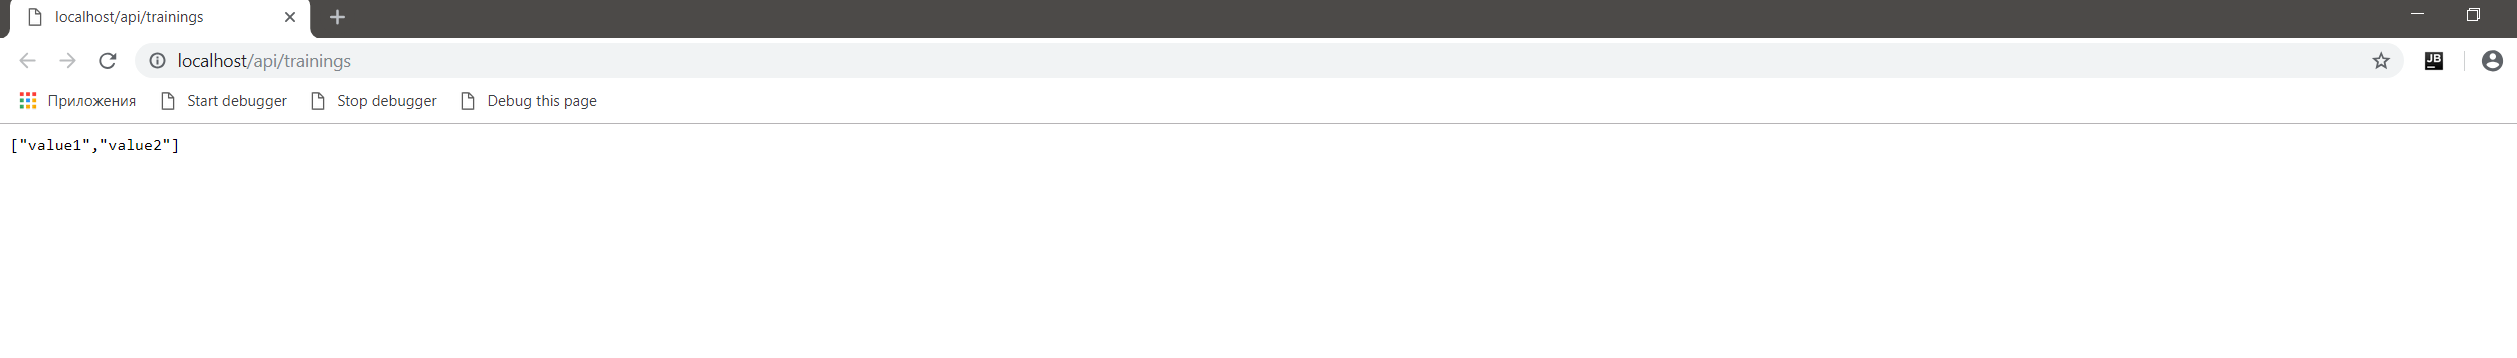 localhost/api/trainings
localhost/api/trainings
JB
Приложения Start debugger Stop debugger Debug this page
["value1","value2"]